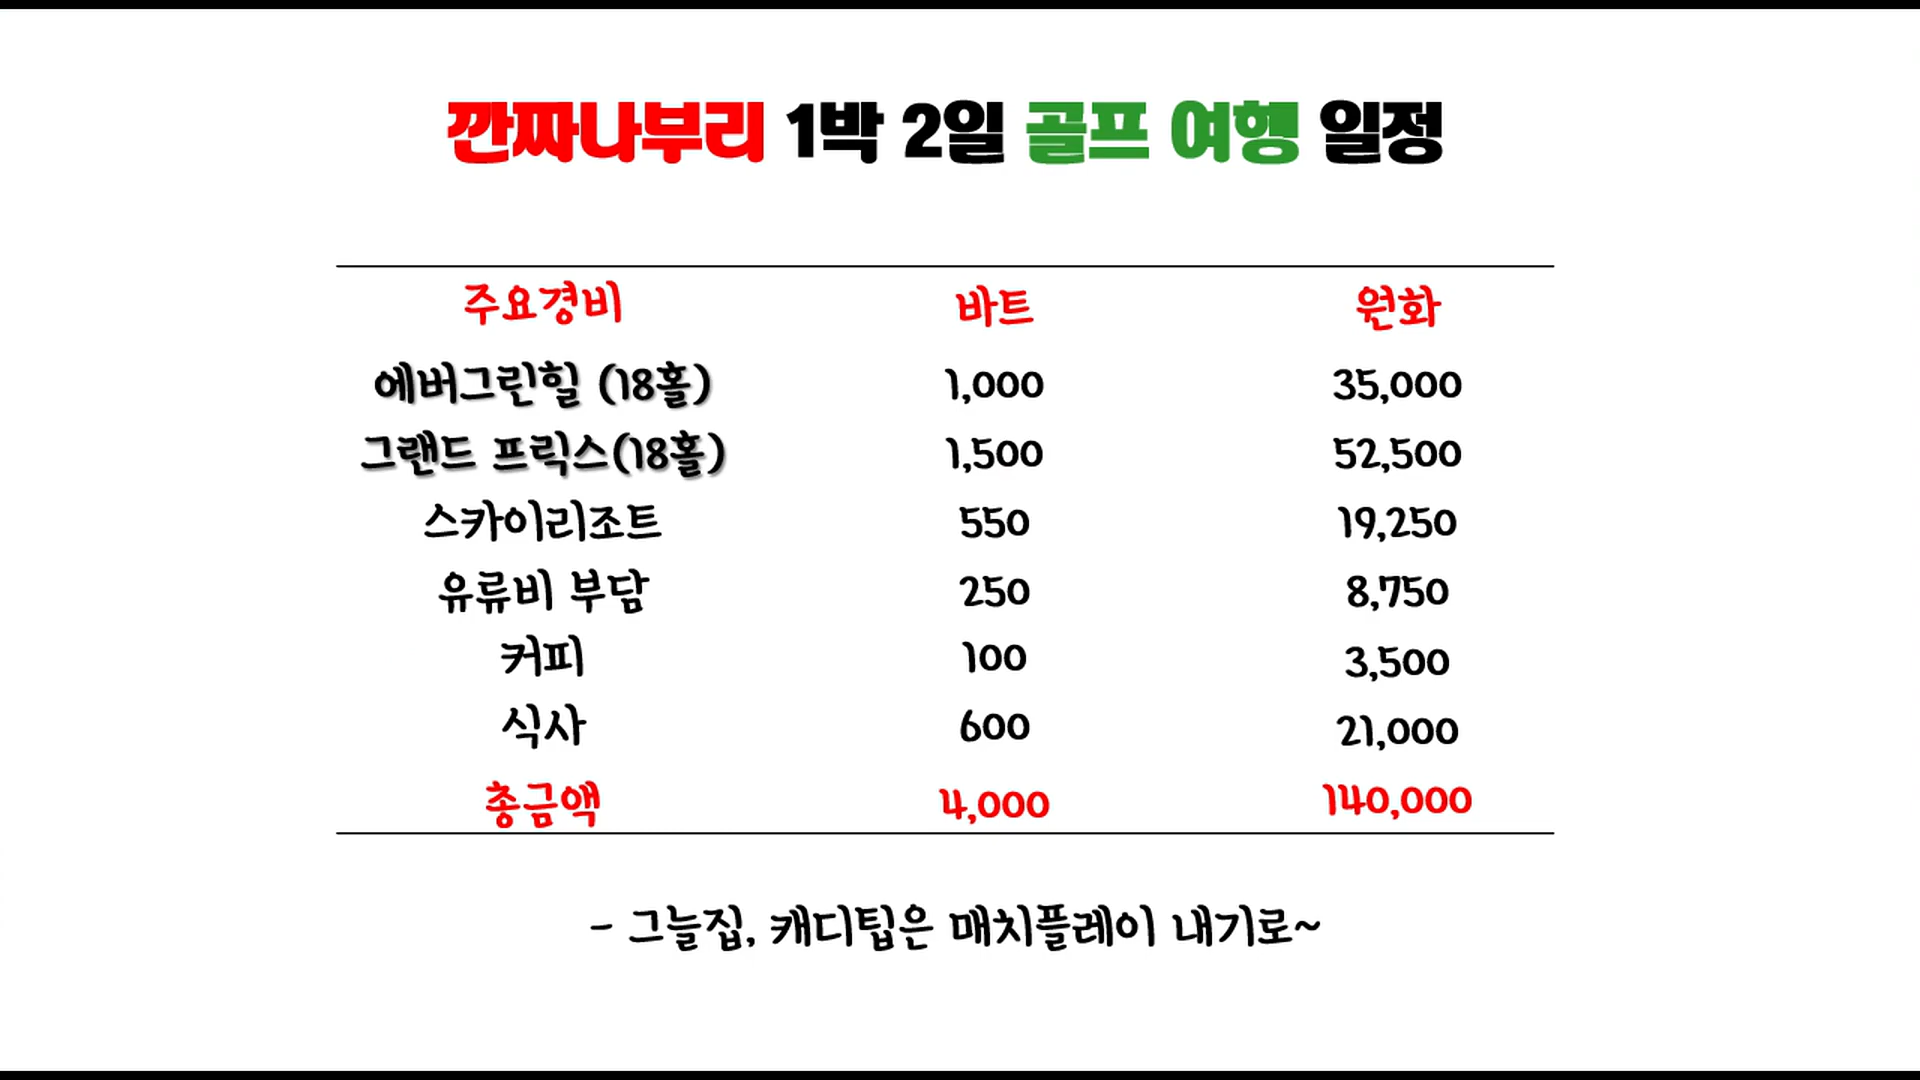 깐짜나부리 1박 2일 골프 여행 일정
주요경비 바트 원화
에버그린힐 (18홀) 1,000 35,000
그랜드 프릭스(18홀) 1,500 52,500
스카이리조트 550 19,250
유류비 부담 250 8,750
커피 100 3,500
식사 600 21,000
총금액 4,000 140,000
- 그늘집, 캐디팁은 매치플레이 내기로~